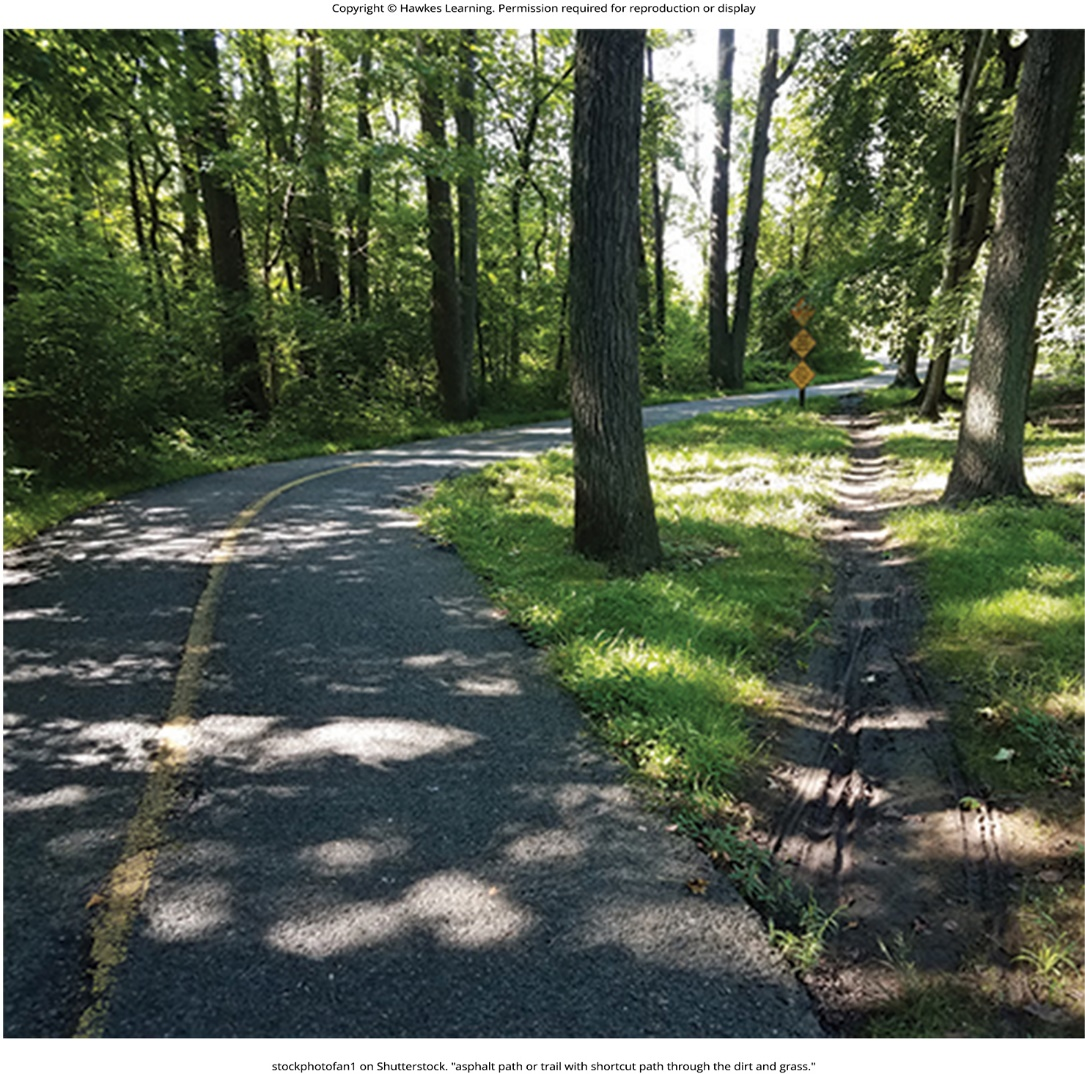 Copyright © Hawkes Learning. Permission required for reproduction or display
stockphotofan1 on Shutterstock. "asphalt path or trail with shortcut path through the dirt and grass."